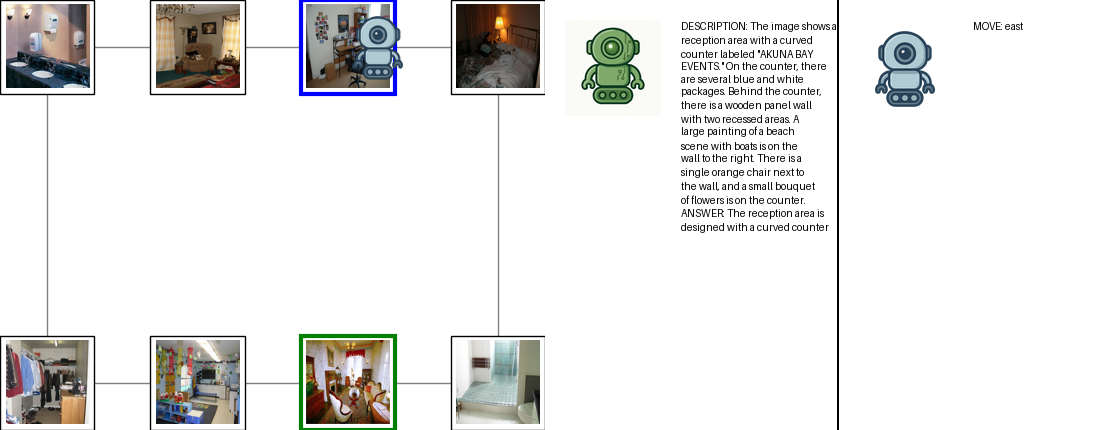 DESCRIPTION: The image shows a
reception area with a curved
counter labeled "AKUNA BAY
EVENTS." On the counter, there
are several blue and white
packages. Behind the counter,
there is a wooden panel wall
with two recessed areas. A
large painting of a beach
scene with boats is on the
wall to the right. There is a
single orange chair next to
the wall, and a small bouquet
of flowers is on the counter.
ANSWER: The reception area is
designed with a curved counter
MOVE: east